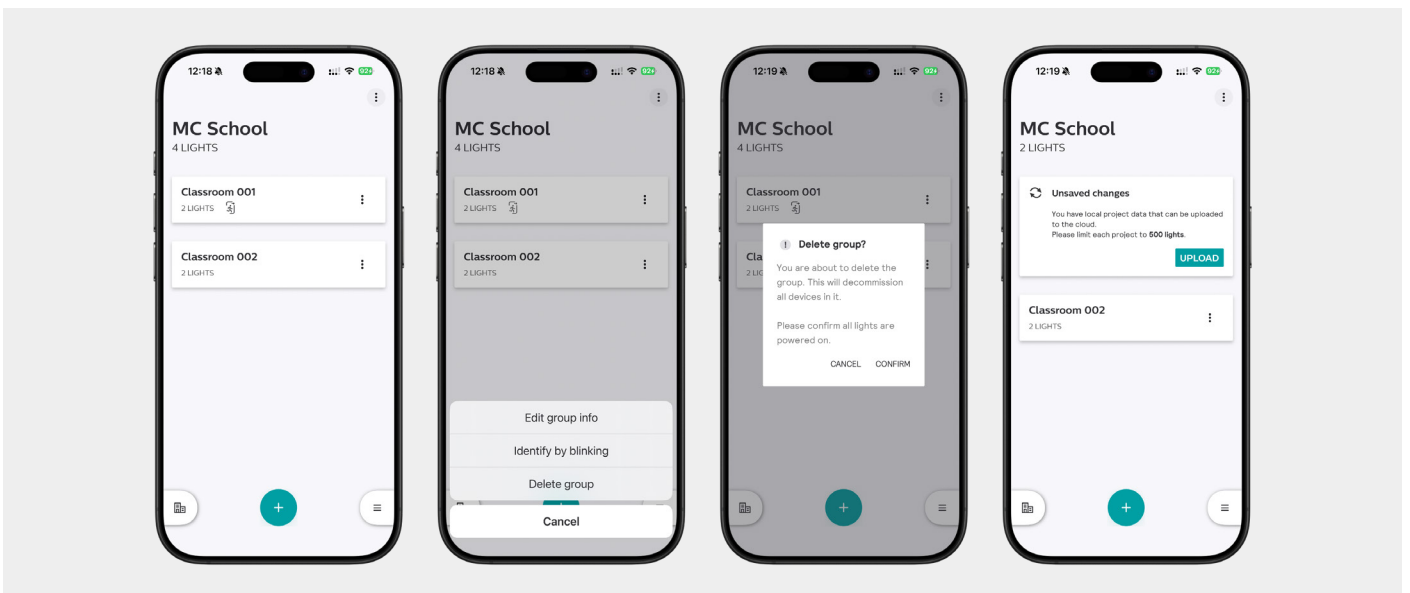 12:18
92
MC School
4 LIGHTS
Classroom 001
2 LIGHTS
Classroom 002
2 LIGHTS
12:18
92
MC School
4 LIGHTS
Classroom 001
2 LIGHTS
Classroom 002
2 LIGHTS
Edit group info
Identify by blinking
Delete group
Cancel
12:19
92
MC School
4 LIGHTS
Classroom 001
2 LIGHTS
Cla
2 LIG
Delete group?
You are about to delete the
group. This will decommission
all devices in it.
Please confirm all lights are
powered on.
CANCEL CONFIRM
12:19
92
MC School
2 LIGHTS
Unsaved changes
You have local project data that can be uploaded
to the cloud.
Please limit each project to 500 lights.
UPLOAD
Classroom 002
2 LIGHTS